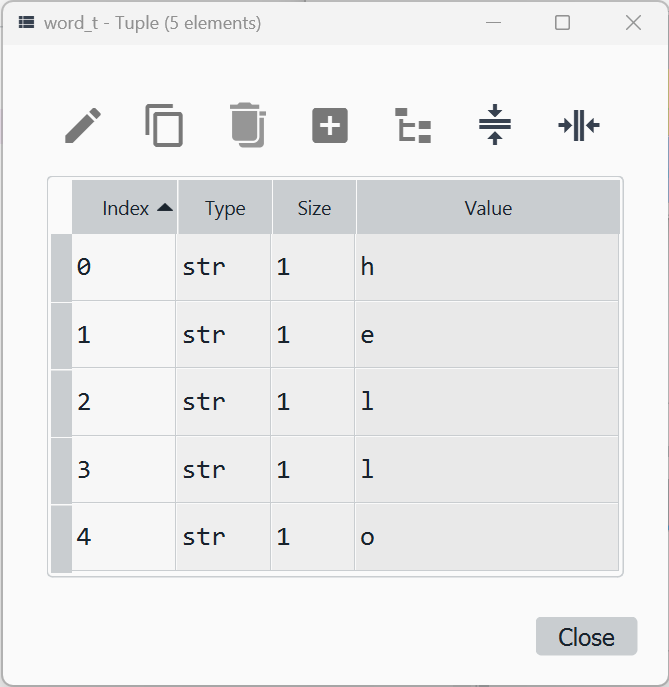 word_t - Tuple (5 elements)
Index Type Size Value
0 str 1 h
1 str 1 e
2 str 1 l
3 str 1 l
4 str 1 o
Close